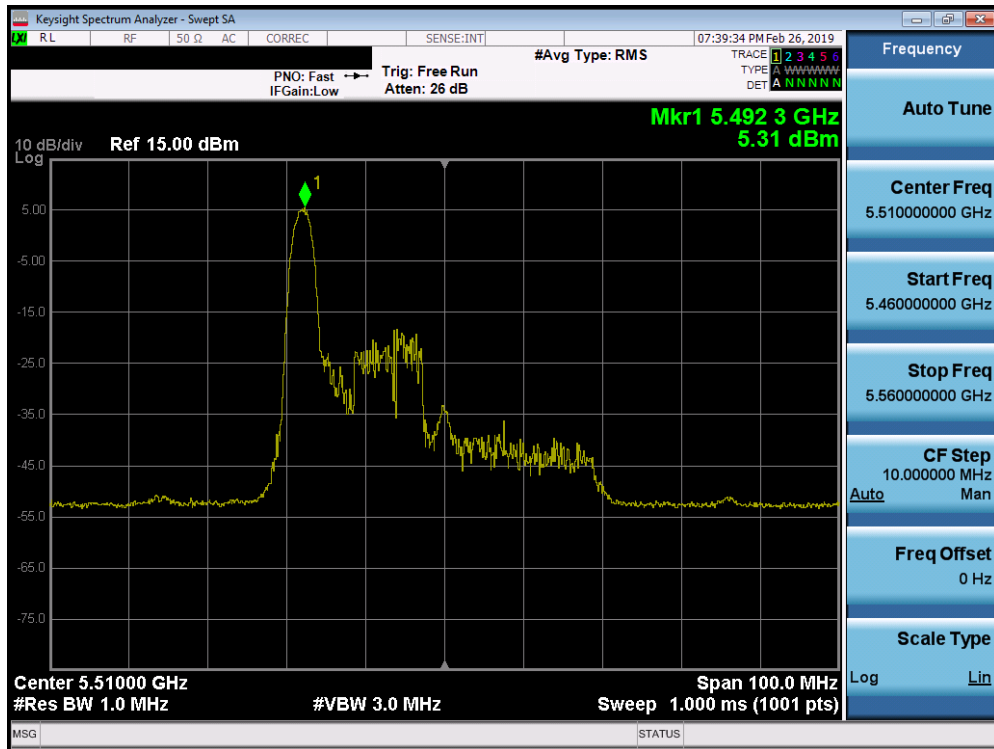 Keysight Spectrum Analyzer - Swept SA
LXI RL RF 50 Ω AC CORREC SENSE:INT 07:39:34 PM Feb 26, 2019
#Avg Type: RMS TRACE 1 2 3 4 5 6
PNO: Fast Trig: Free Run TYPE A WWWWW
IFGain:Low Atten: 26 dB DET A N N N N N
Mkr1 5.492 3 GHz
5.31 dBm
10 dB/div Ref 15.00 dBm
Log
1
5.00
-5.00
-15.0
-25.0
-35.0
-45.0
-55.0
-65.0
-75.0
Center 5.51000 GHz Span 100.0 MHz
#Res BW 1.0 MHz #VBW 3.0 MHz Sweep 1.000 ms (1001 pts)
MSG STATUS
Frequency
Auto Tune
Center Freq
5.510000000 GHz
Start Freq
5.460000000 GHz
Stop Freq
5.560000000 GHz
CF Step
10.000000 MHz
Auto Man
Freq Offset
0 Hz
Scale Type
Log Lin